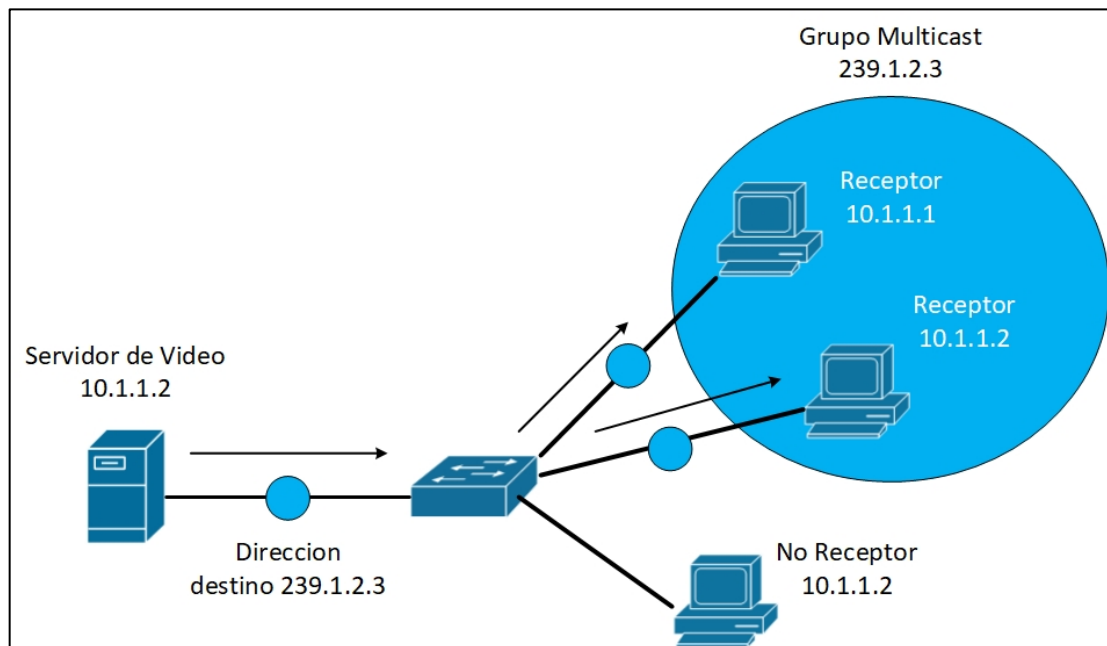 Grupo Multicast
239.1.2.3
Receptor
10.1.1.1
Receptor
10.1.1.2
Servidor de Video
10.1.1.2
Direccion
destino 239.1.2.3
No Receptor
10.1.1.2